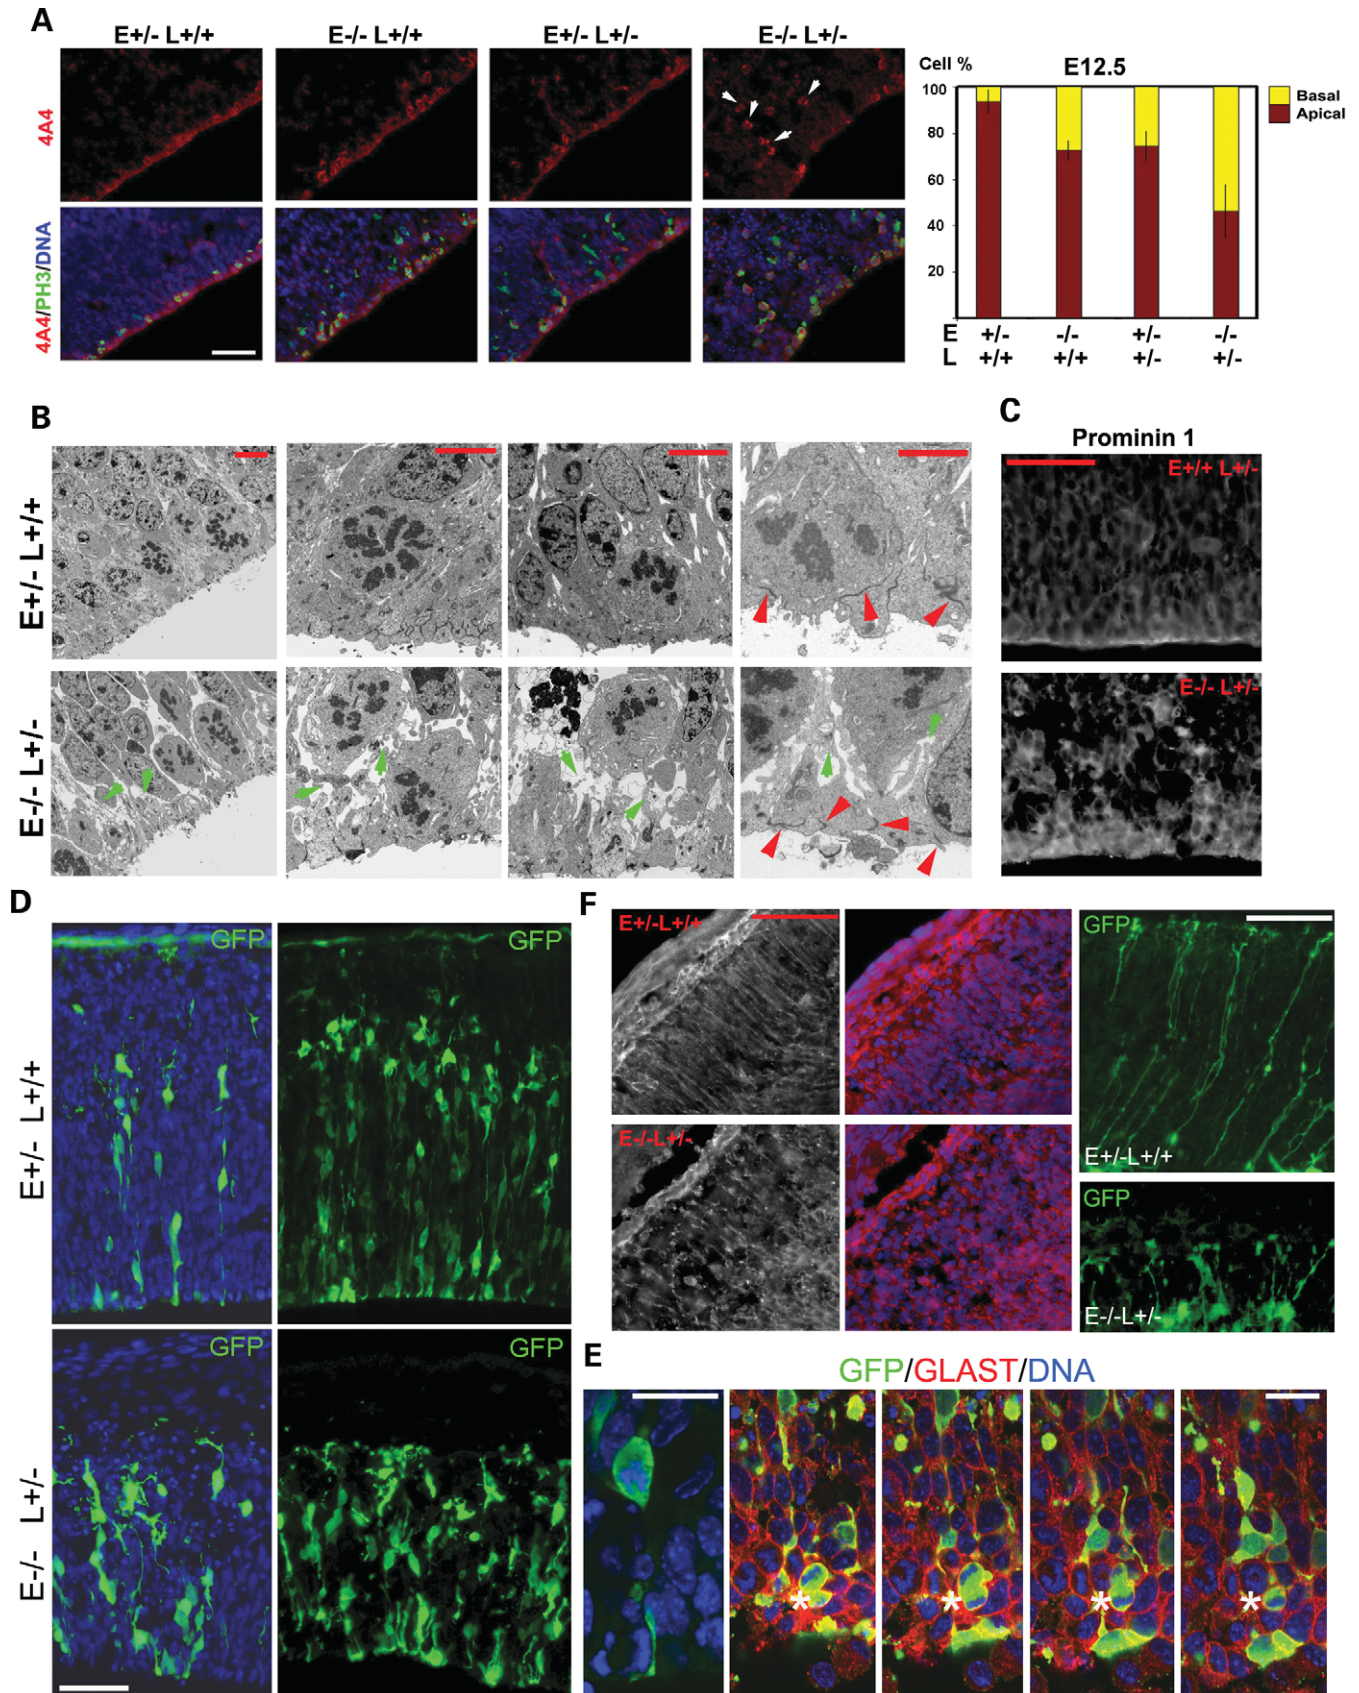 A
E+/- L+/+
E-/- L+/+
E+/- L+/-
E-/- L+/-
4A4
4A4/PH3/DNA
Cell %
E12.5
100
80
60
40
20
Basal
Apical
E +/- -/- +/- -/-
L +/+ +/+ +/- +/-
B
E+/- L+/+
E-/- L+/-
C
Prominin 1
E+/+ L+/-
E-/- L+/-
D
E+/- L+/+
GFP
GFP
E-/- L+/-
GFP
GFP
F
E+/-L+/+
E-/-L+/-
GFP
E+/-L+/+
GFP
E-/-L+/-
E
GFP/GLAST/DNA
*
*
*
*